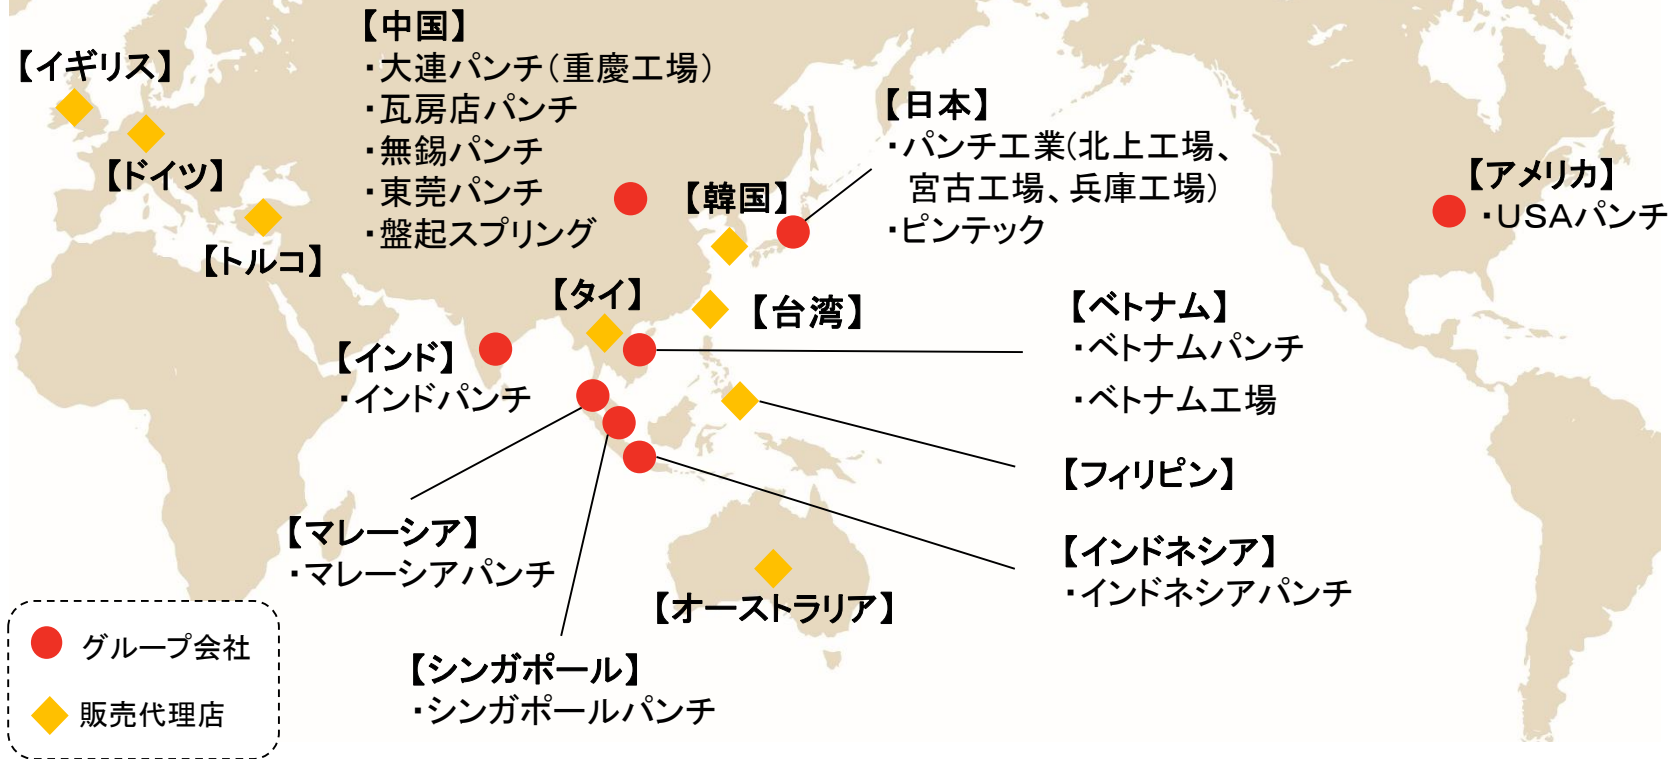 【イギリス】
【ドイツ】
【トルコ】
【中国】
・大連パンチ（重慶工場）
・瓦房店パンチ
・無錫パンチ
・東莞パンチ
・盤起スプリング
【韓国】
【日本】
・パンチ工業(北上工場、
宮古工場、兵庫工場)
・ピンテック
【アメリカ】
・USAパンチ
【タイ】
【台湾】
【インド】
・インドパンチ
【ベトナム】
・ベトナムパンチ
・ベトナム工場
【フィリピン】
【マレーシア】
・マレーシアパンチ
【インドネシア】
・インドネシアパンチ
【オーストラリア】
【シンガポール】
・シンガポールパンチ
グループ会社
販売代理店